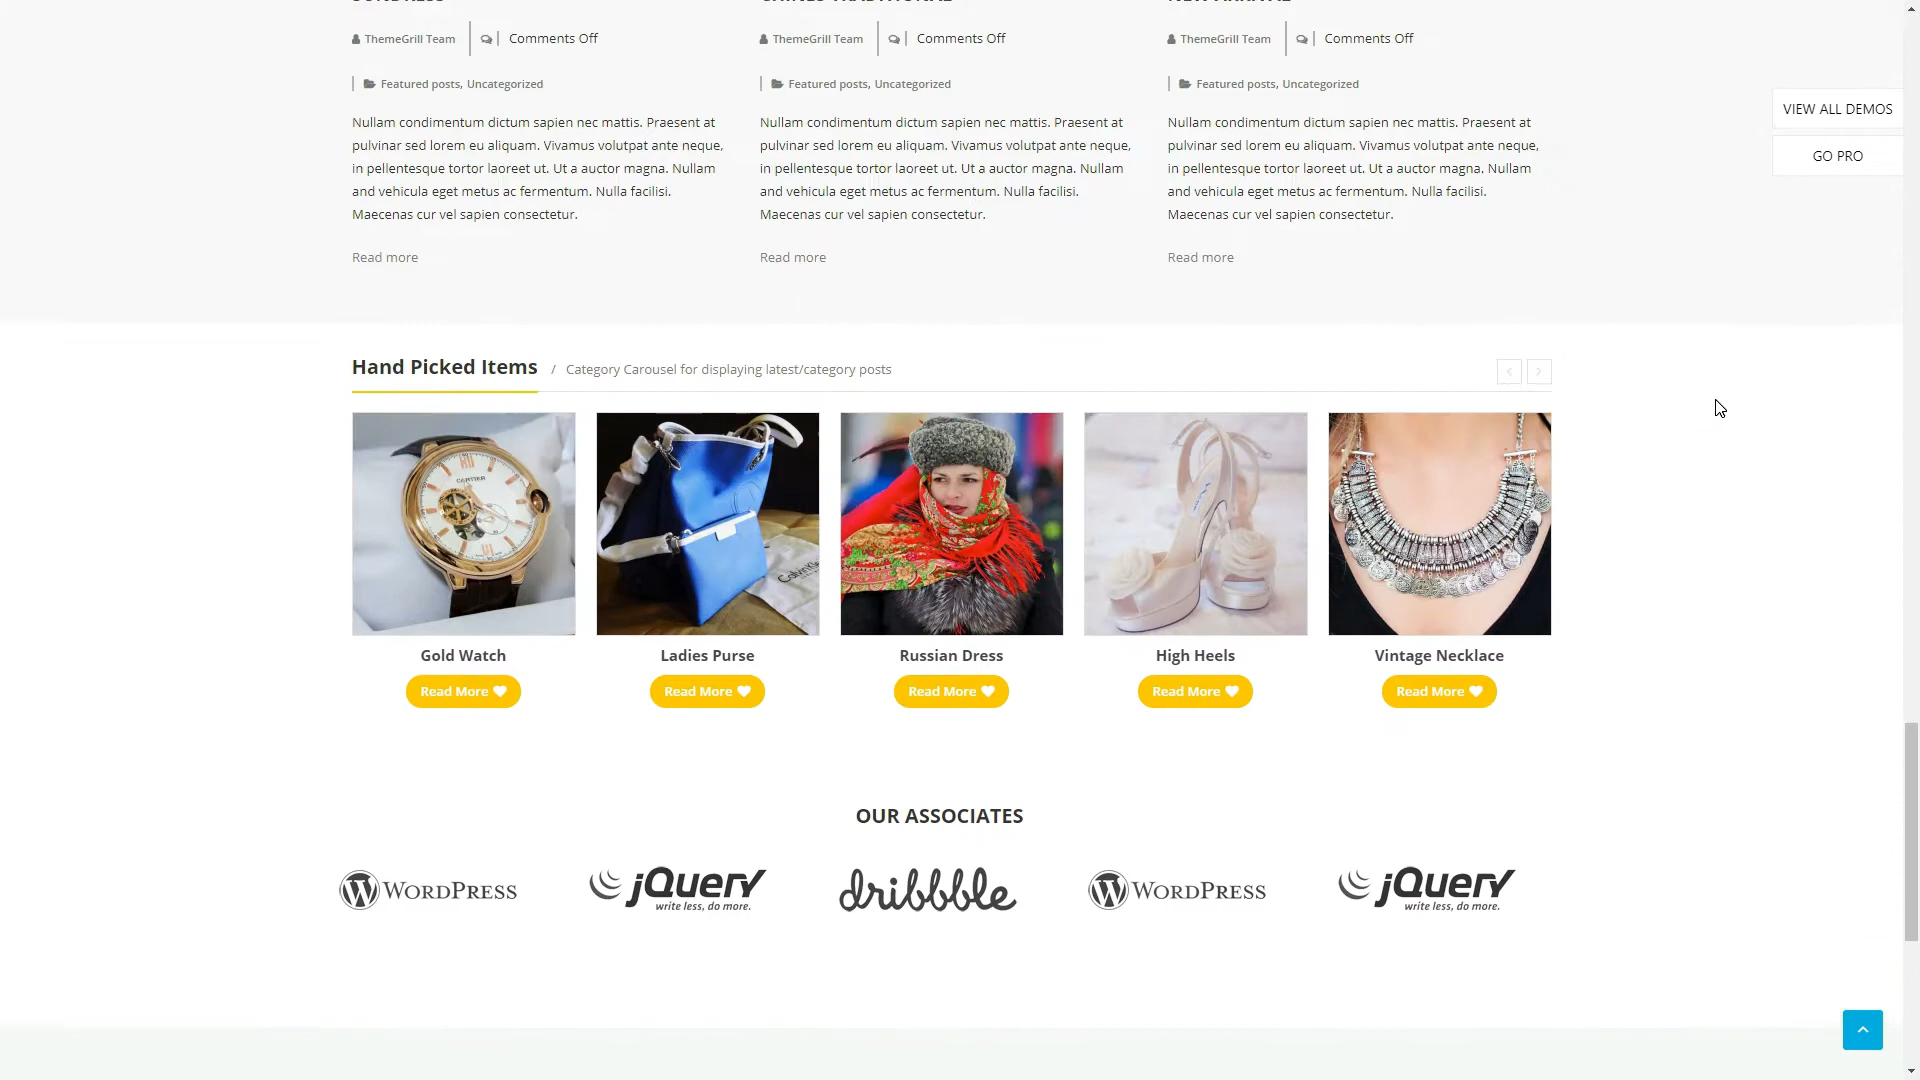 ThemeGrill Team Comments Off
Featured posts, Uncategorized
Nullam condimentum dictum sapien nec mattis. Praesent at
pulvinar sed lorem eu aliquam. Vivamus volutpat ante neque,
in pellentesque tortor laoreet ut. Ut a auctor magna. Nullam
and vehicula eget metus ac fermentum. Nulla facilisi.
Maecenas cur vel sapien consectetur.
Read more
ThemeGrill Team Comments Off
Featured posts, Uncategorized
Nullam condimentum dictum sapien nec mattis. Praesent at
pulvinar sed lorem eu aliquam. Vivamus volutpat ante neque,
in pellentesque tortor laoreet ut. Ut a auctor magna. Nullam
and vehicula eget metus ac fermentum. Nulla facilisi.
Maecenas cur vel sapien consectetur.
Read more
NEW ARRIVAL
ThemeGrill Team Comments Off
Featured posts, Uncategorized
Nullam condimentum dictum sapien nec mattis. Praesent at
pulvinar sed lorem eu aliquam. Vivamus volutpat ante neque,
in pellentesque tortor laoreet ut. Ut a auctor magna. Nullam
and vehicula eget metus ac fermentum. Nulla facilisi.
Maecenas cur vel sapien consectetur.
Read more
VIEW ALL DEMOS
GO PRO
Hand Picked Items / Category Carousel for displaying latest/category posts
CARTIER
Gold Watch
Read More
Ladies Purse
Read More
Russian Dress
Read More
High Heels
Read More
Vintage Necklace
Read More
OUR ASSOCIATES
WORDPRESS
jQuery
write less, do more.
dribbble
WORDPRESS
jQuery
write less, do more.